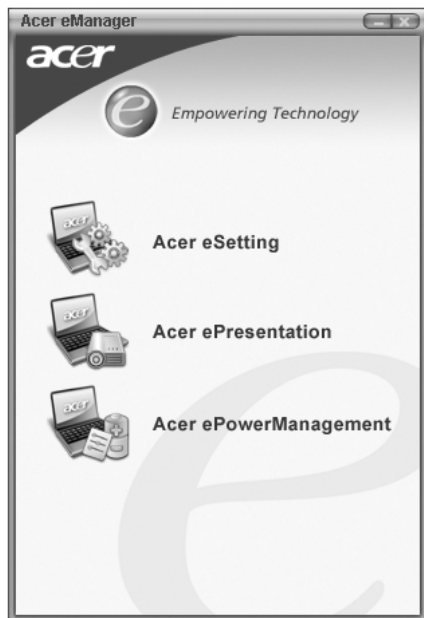 Acer eManager
acer
e Empowering Technology
Acer eSetting
Acer ePresentation
Acer ePowerManagement